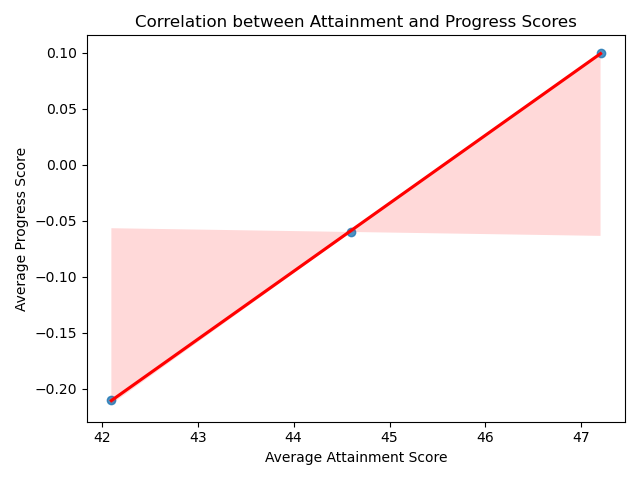 Correlation between Attainment and Progress Scores
0.10
0.05
0.00
−0.05
−0.10
−0.15
−0.20
Average Progress Score
42 43 44 45 46 47
Average Attainment Score